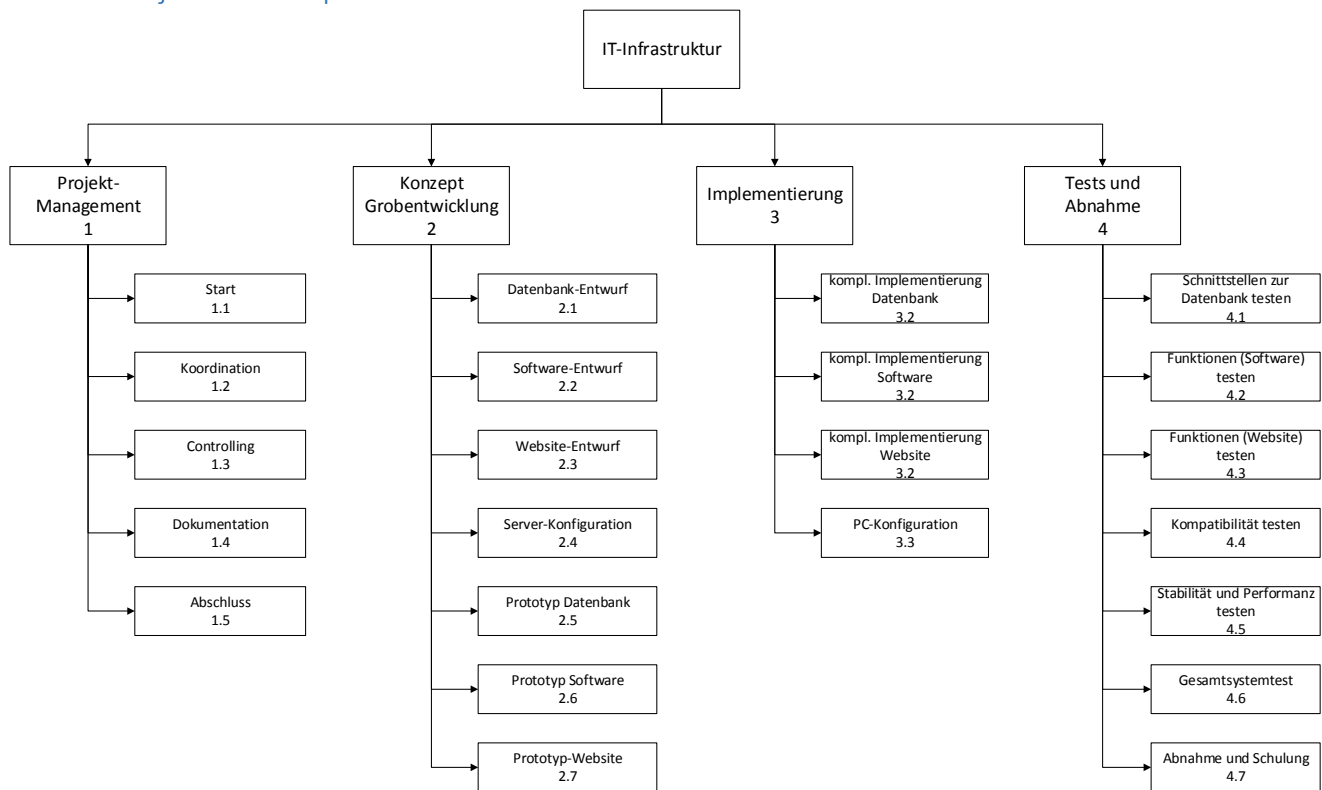 IT-Infrastruktur
Projekt-
Management
1
Konzept
Grobentwicklung
2
Implementierung
3
Tests und
Abnahme
4
Start
1.1
Koordination
1.2
Controlling
1.3
Dokumentation
1.4
Abschluss
1.5
Datenbank-Entwurf
2.1
Software-Entwurf
2.2
Website-Entwurf
2.3
Server-Konfiguration
2.4
Prototyp Datenbank
2.5
Prototyp Software
2.6
Prototyp-Website
2.7
kompl. Implementierung
Datenbank
3.2
kompl. Implementierung
Software
3.2
kompl. Implementierung
Website
3.2
PC-Konfiguration
3.3
Schnittstellen zur
Datenbank testen
4.1
Funktionen (Software)
testen
4.2
Funktionen (Website)
testen
4.3
Kompatibilität testen
4.4
Stabilität und Performanz
testen
4.5
Gesamtsystemtest
4.6
Abnahme und Schulung
4.7